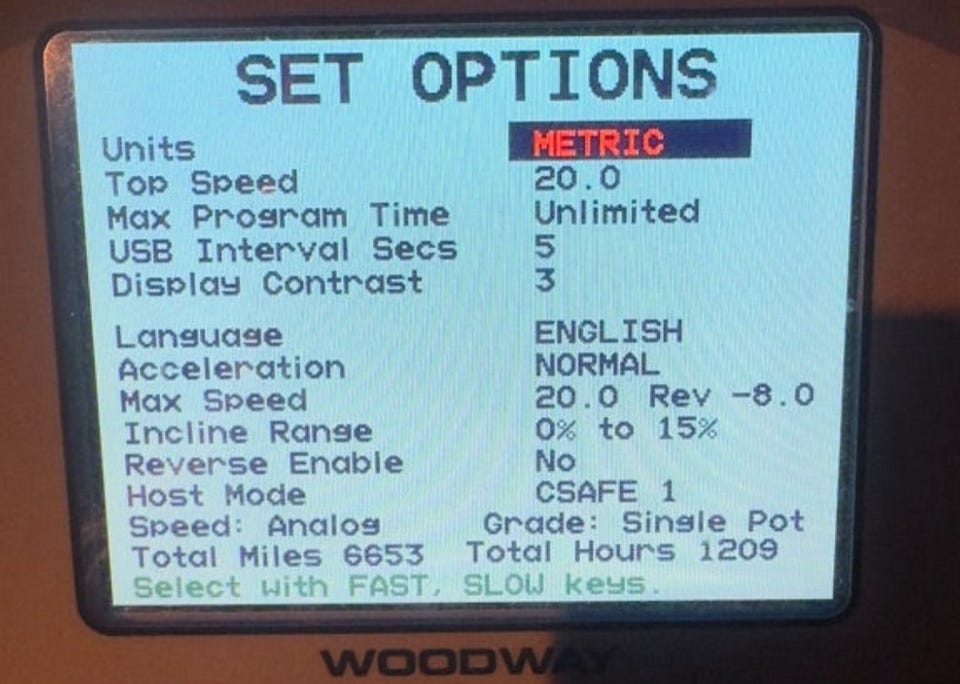 SET OPTIONS
Units METRIC
Top Speed 20.0
Max Program Time Unlimited
USB Interval Secs 5
Display Contrast 3
Language ENGLISH
Acceleration NORMAL
Max Speed 20.0 Rev -8.0
Incline Range 0% to 15%
Reverse Enable No
Host Mode CSAFE 1
Speed: Analog Grade: Single Pot
Total Miles 6653 Total Hours 1209
Select with FAST, SLOW keys.
WOODWAY